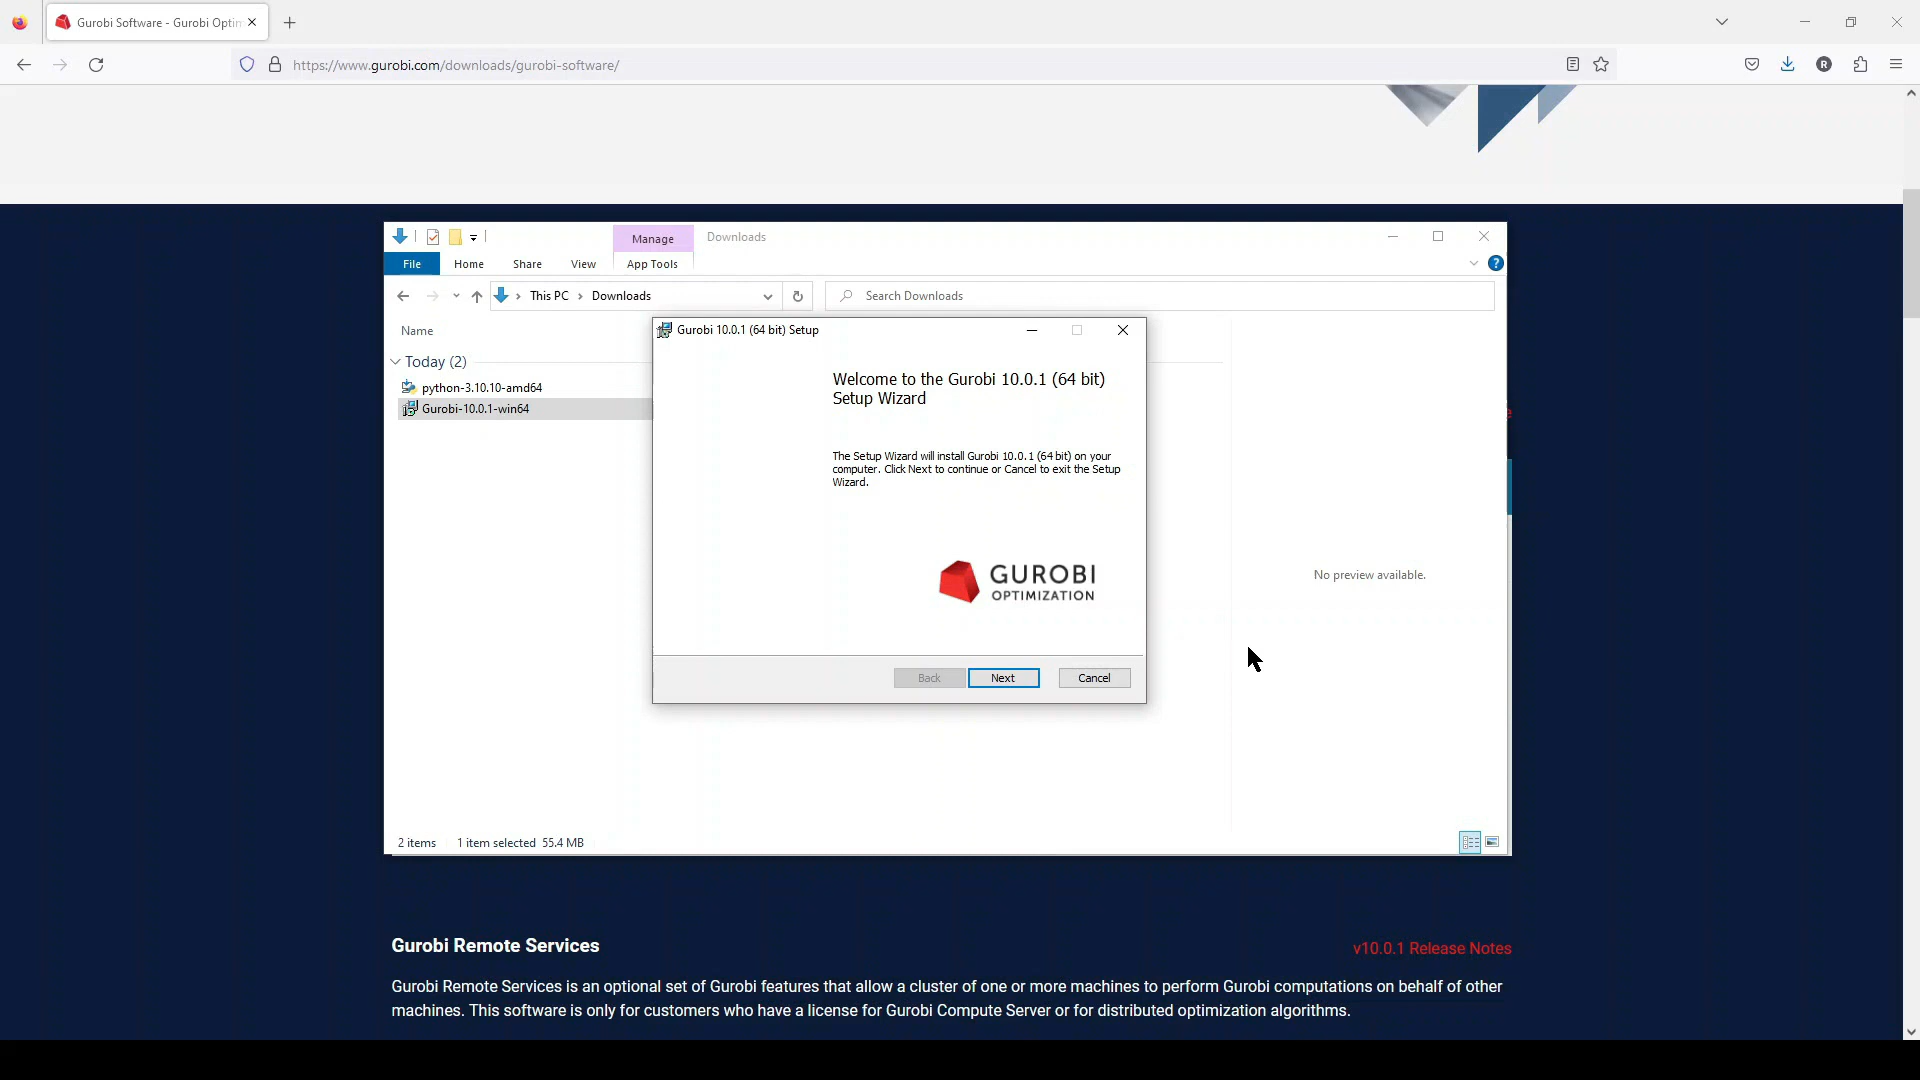 Gurobi Software - Gurobi Optim
https://www.gurobi.com/downloads/gurobi-software/
R
Manage
Downloads
File
Home
Share
View
App Tools
This PC
Downloads
Search Downloads
Name
Today (2)
python-3.10.10-amd64
Gurobi-10.0.1-win64
Gurobi 10.0.1 (64 bit) Setup
Welcome to the Gurobi 10.0.1 (64 bit)
Setup Wizard
The Setup Wizard will install Gurobi 10.0.1 (64 bit) on your
computer. Click Next to continue or Cancel to exit the Setup
Wizard.
GUROBI
OPTIMIZATION
Back
Next
Cancel
No preview available.
2 items
1 item selected 55.4 MB
Gurobi Remote Services
v10.0.1 Release Notes
Gurobi Remote Services is an optional set of Gurobi features that allow a cluster of one or more machines to perform Gurobi computations on behalf of other
machines. This software is only for customers who have a license for Gurobi Compute Server or for distributed optimization algorithms.